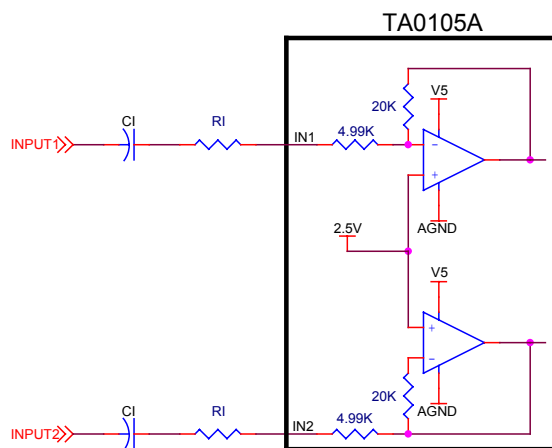 TA0105A
V5
20K
CI
RI
INPUT1
IN1
4.99K
-
+
AGND
2.5V
V5
+
-
20K
AGND
CI
RI
INPUT2
IN2
4.99K